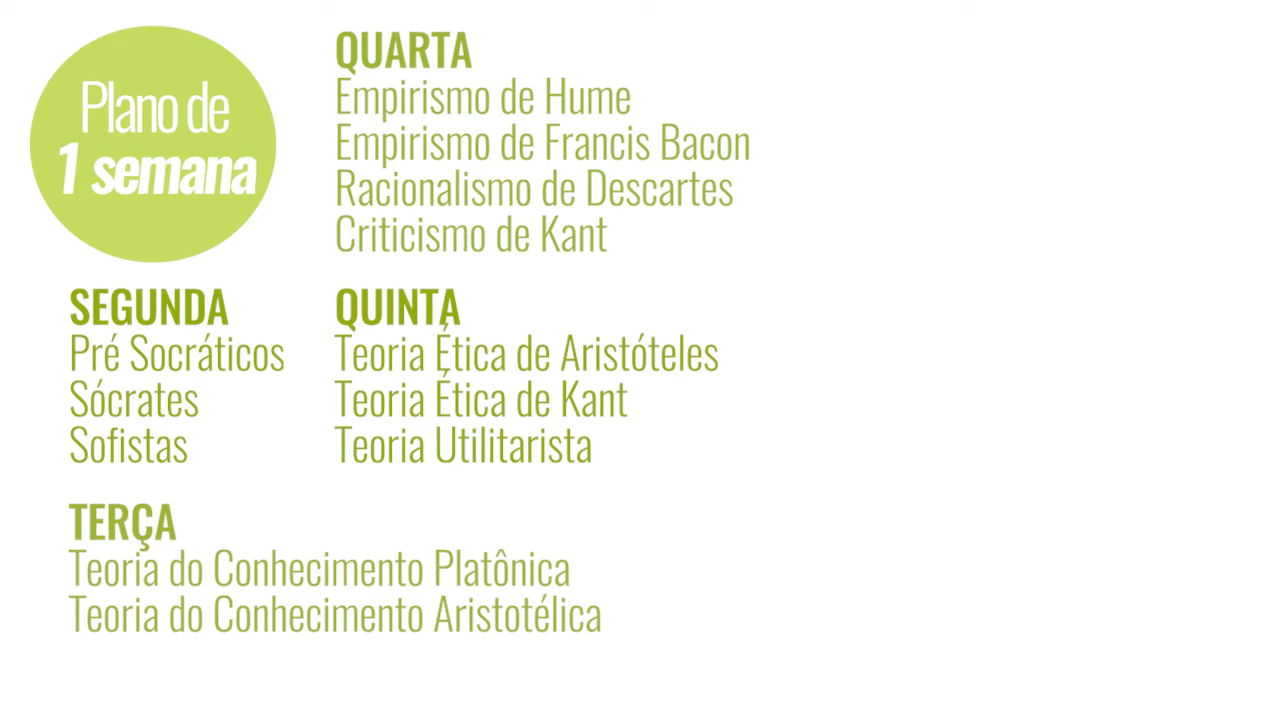 Plano de
1 semana
SEGUNDA
Pré Socráticos
Sócrates
Sofistas
TERÇA
Teoria do Conhecimento Platônica
Teoria do Conhecimento Aristotélica
QUARTA
Empirismo de Hume
Empirismo de Francis Bacon
Racionalismo de Descartes
Criticismo de Kant
QUINTA
Teoria Ética de Aristóteles
Teoria Ética de Kant
Teoria Utilitarista